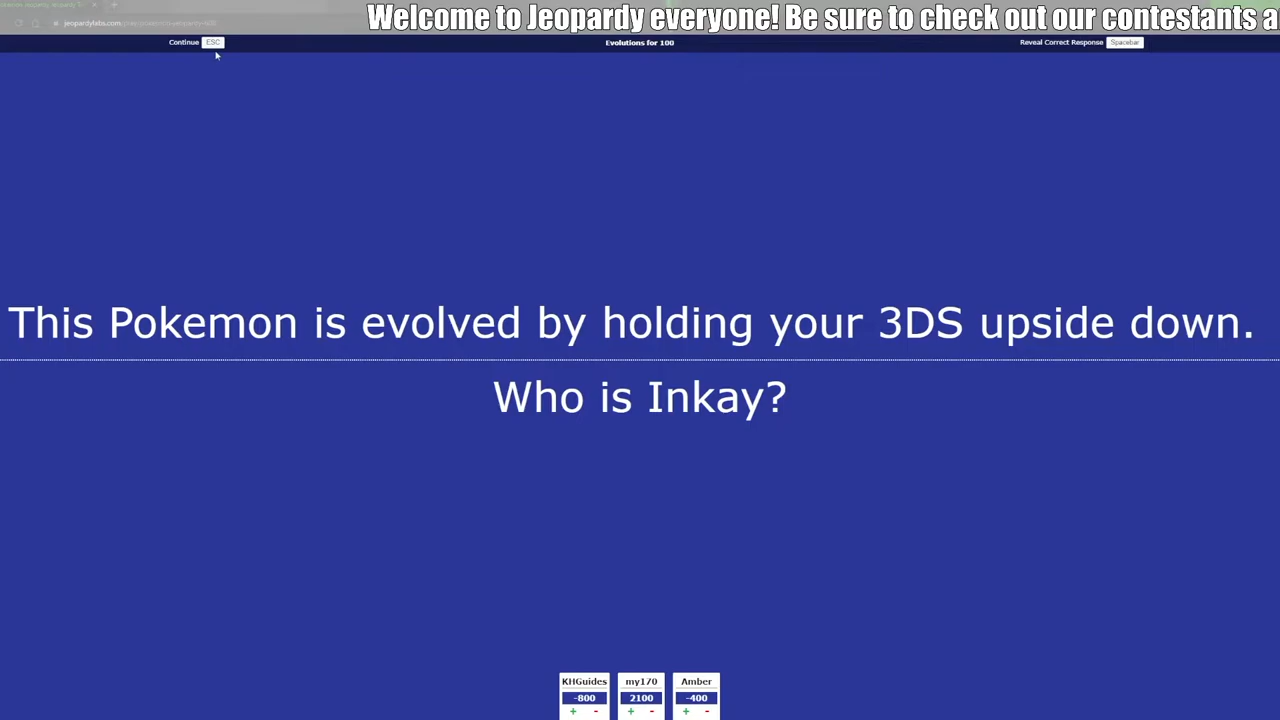 Welcome to Jeopardy everyone! Be sure to check out our contestants a
jeopardylabs.com
Continue ESC
Evolutions for 100
Reveal Correct Response Spacebar
This Pokemon is evolved by holding your 3DS upside down.
Who is Inkay?
KHGuides my170 Amber
-800 2100 -400
+ - + - + -